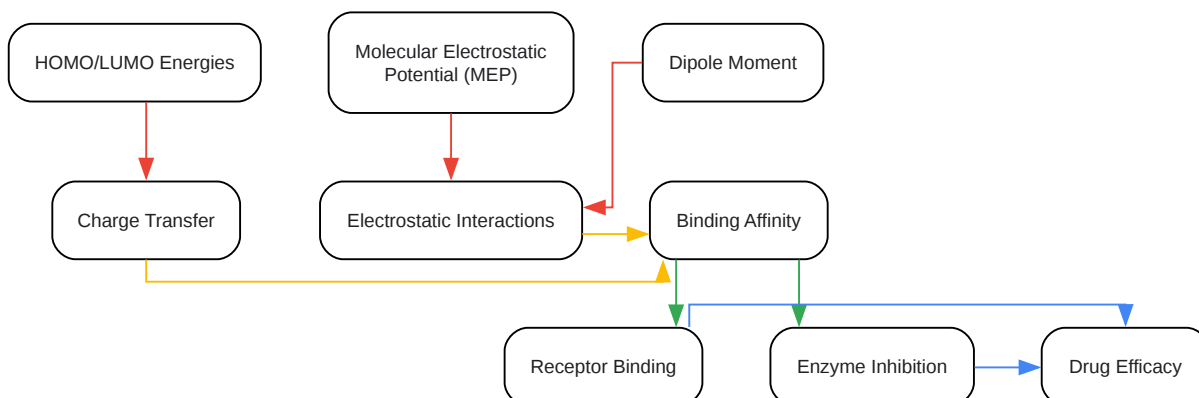 HOMO/LUMO Energies
Molecular Electrostatic
Potential (MEP)
Dipole Moment
Charge Transfer
Electrostatic Interactions
Binding Affinity
Receptor Binding
Enzyme Inhibition
Drug Efficacy